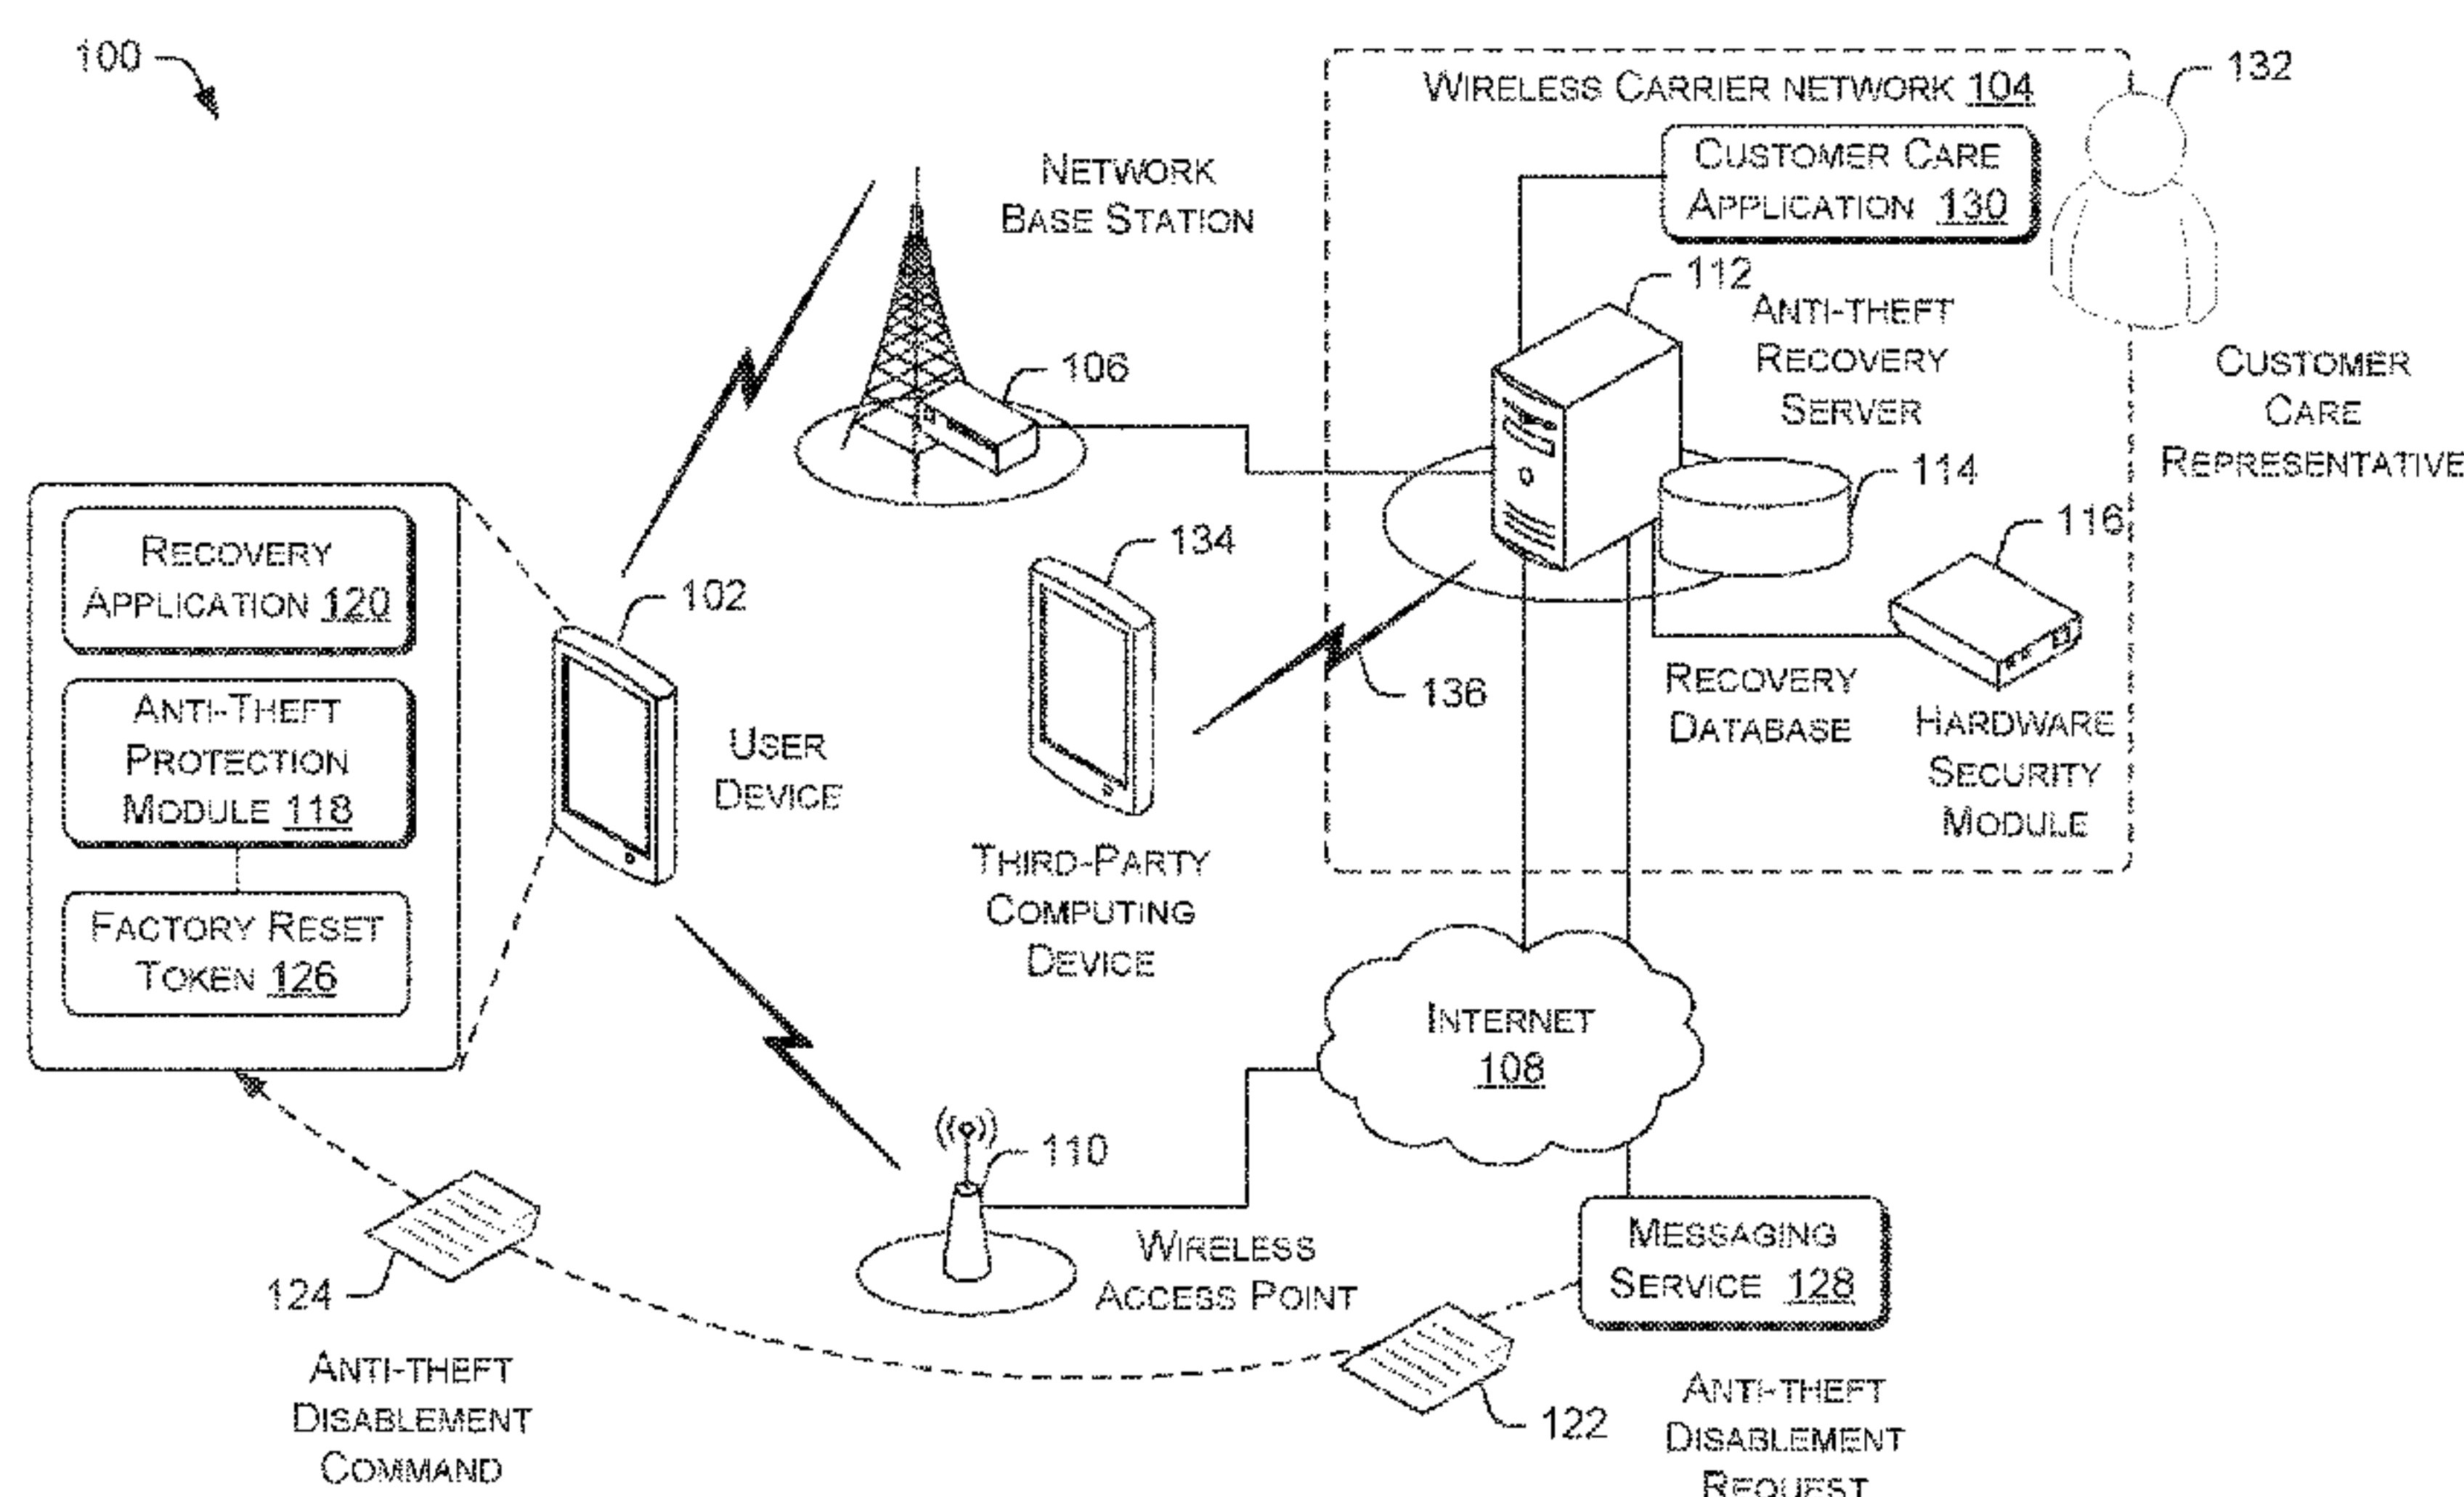 100
WIRELESS CARRIER NETWORK 104
132
CUSTOMER CARE
APPLICATION 130
NETWORK
BASE STATION
112
ANTI-THEFT
RECOVERY
SERVER
CUSTOMER
CARE
REPRESENTATIVE
106
114
116
134
RECOVERY
APPLICATION 120
102
ANTI-THEFT
PROTECTION
MODULE 118
FACTORY RESET
TOKEN 126
USER
DEVICE
136
RECOVERY
DATABASE
HARDWARE
SECURITY
MODULE
THIRD-PARTY
COMPUTING
DEVICE
INTERNET
108
110
WIRELESS
ACCESS POINT
MESSAGING
SERVICE 128
124
ANTI-THEFT
DISABLEMENT
COMMAND
122
ANTI-THEFT
DISABLEMENT
REQUEST